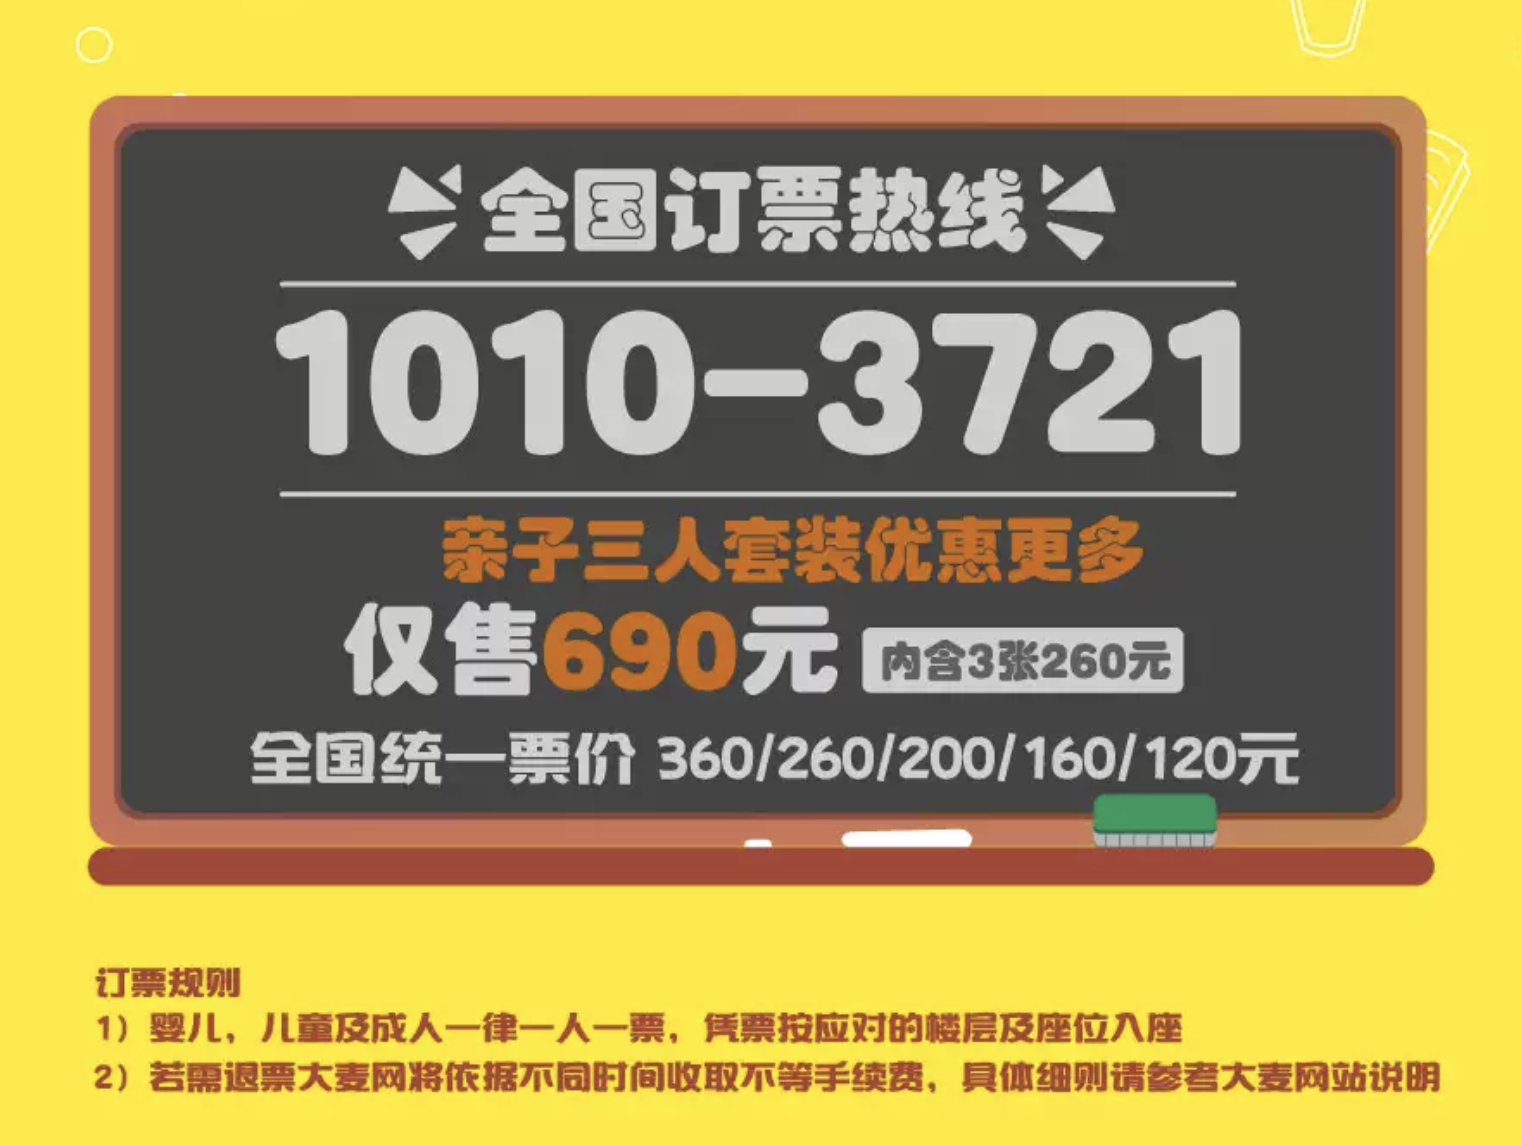 全国订票热线
1010-3721
亲子三人套装优惠更多
仅售690元 内含3张260元
全国统一票价 360/260/200/160/120元
订票规则
1）婴儿，儿童及成人一律一人一票，凭票按应对的楼层及座位入座
2）若需退票大麦网将依据不同时间收取不等手续费，具体细则请参考大麦网站说明